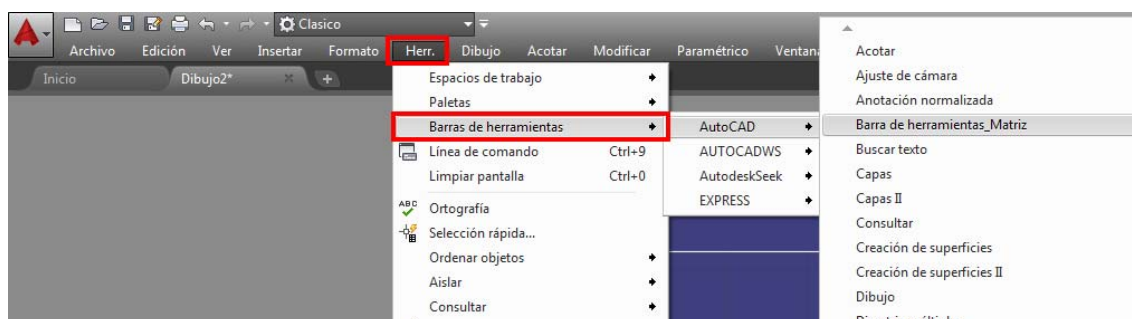 Clasico
Archivo Edición Ver Insertar Formato Herr. Dibujo Acotar Modificar Paramétrico
Inicio Dibujo2*
Espacios de trabajo
Paletas
Barras de herramientas
Línea de comando Ctrl+9
Limpiar pantalla Ctrl+0
ABC Ortografía
Selección rápida...
Ordenar objetos
Aislar
Consultar
AutoCAD
AUTOCADWS
AutodeskSeek
EXPRESS
Acotar
Ajuste de cámara
Anotación normalizada
Barra de herramientas_Matriz
Buscar texto
Capas
Capas II
Consultar
Creación de superficies
Creación de superficies II
Dibujo